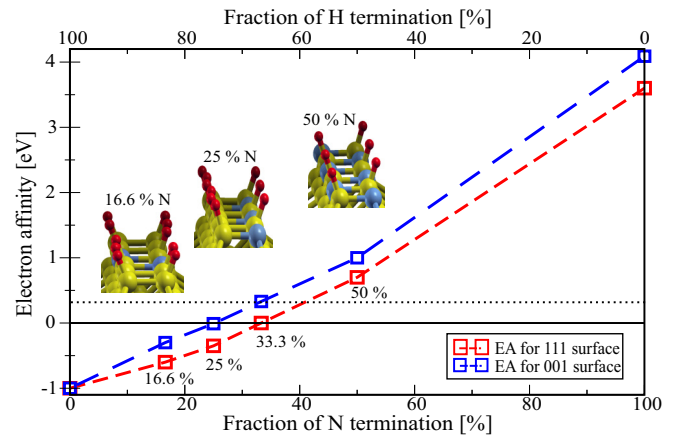 Fraction of H termination [%]
100 80 60 40 20 0
Electron affinity [eV]
4
3
2
1
0
-1
50 % N
25 % N
16.6 % N
50 %
33.3 %
25 %
16.6 %
EA for 111 surface
EA for 001 surface
0 20 40 60 80 100
Fraction of N termination [%]